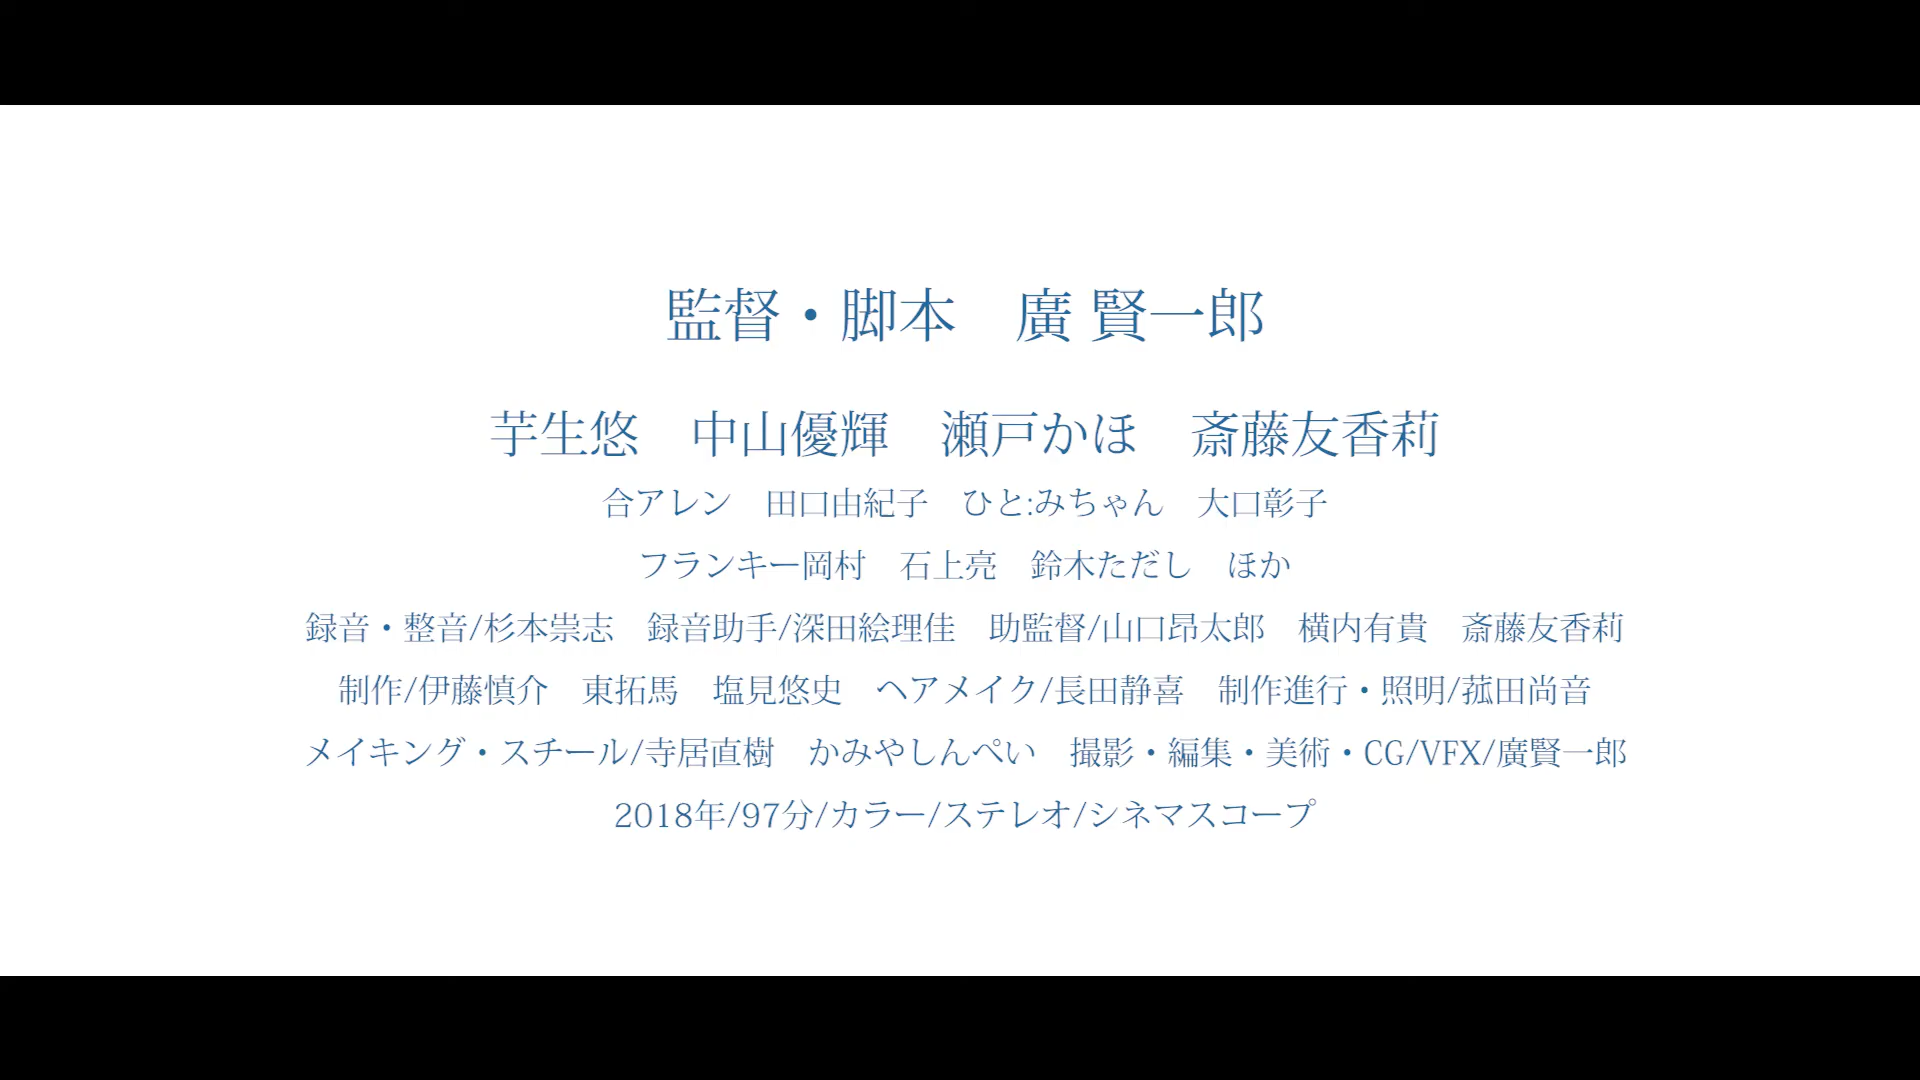 監督・脚本　廣 賢一郎
芋生悠　中山優輝　瀬戸かほ　斎藤友香莉
合アレン　田口由紀子　ひと:みちゃん　大口彰子
フランキー岡村　石上亮　鈴木ただし　ほか
録音・整音/杉本崇志　録音助手/深田絵理佳　助監督/山口昂太郎　横内有貴　斎藤友香莉
制作/伊藤慎介　東拓馬　塩見悠史　ヘアメイク/長田静喜　制作進行・照明/菰田尚音
メイキング・スチール/寺居直樹　かみやしんぺい　撮影・編集・美術・CG/VFX/廣賢一郎
2018年/97分/カラー/ステレオ/シネマスコープ